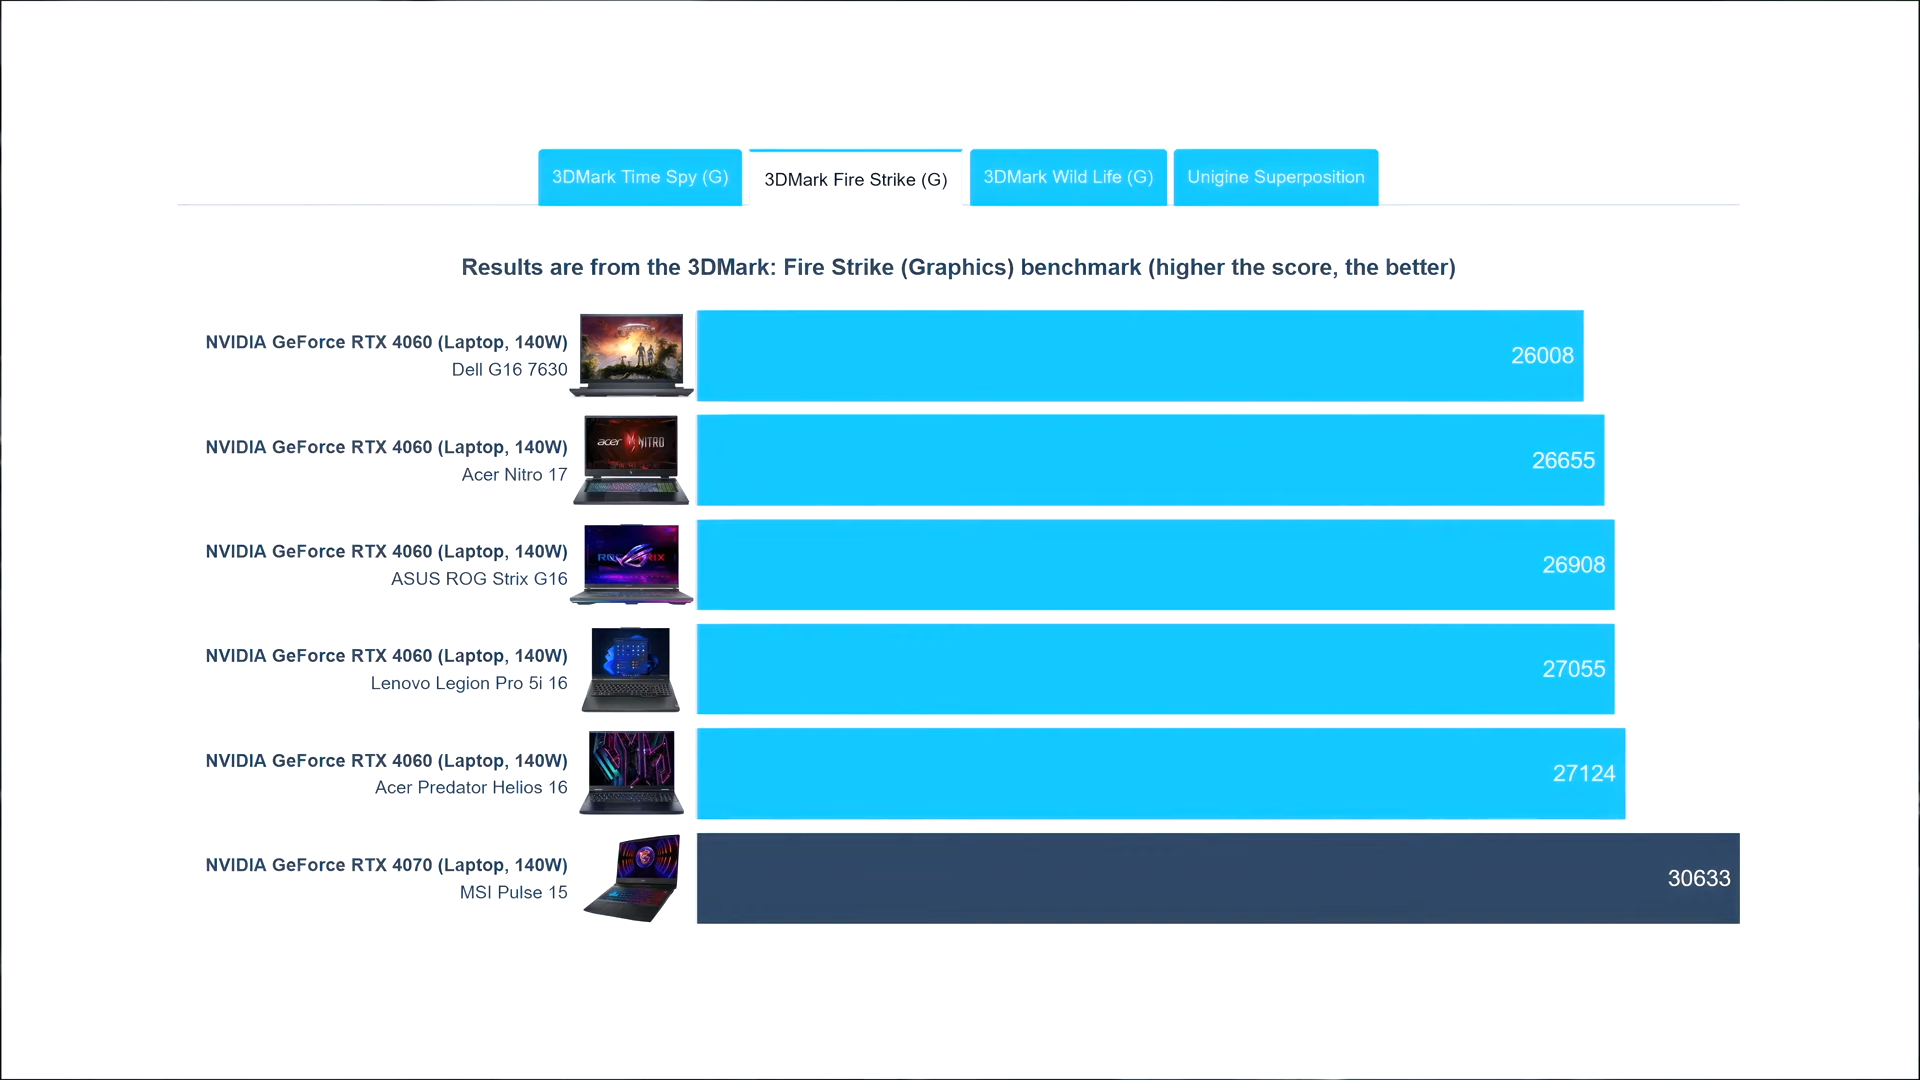 3DMark Time Spy (G)
3DMark Fire Strike (G)
3DMark Wild Life (G)
Unigine Superposition
Results are from the 3DMark: Fire Strike (Graphics) benchmark (higher the score, the better)
NVIDIA GeForce RTX 4060 (Laptop, 140W)
Dell G16 7630
26008
NVIDIA GeForce RTX 4060 (Laptop, 140W)
Acer Nitro 17
acer NITRO
26655
NVIDIA GeForce RTX 4060 (Laptop, 140W)
ASUS ROG Strix G16
26908
NVIDIA GeForce RTX 4060 (Laptop, 140W)
Lenovo Legion Pro 5i 16
27055
NVIDIA GeForce RTX 4060 (Laptop, 140W)
Acer Predator Helios 16
27124
NVIDIA GeForce RTX 4070 (Laptop, 140W)
MSI Pulse 15
30633